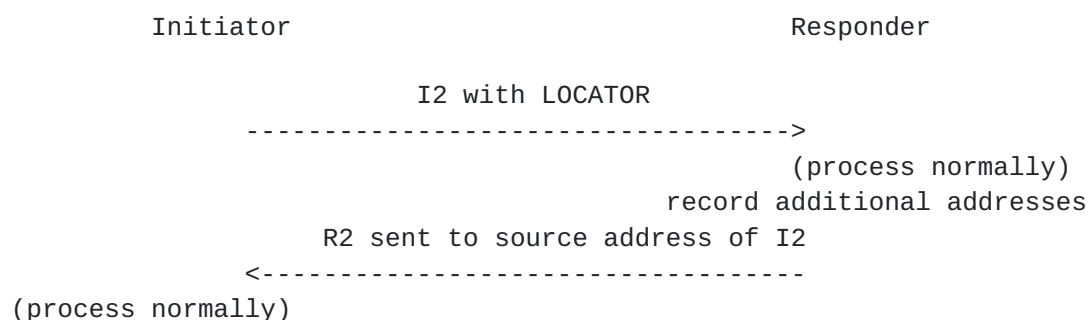 Initiator                                Responder
I2 with LOCATOR
----------------------------------->
(process normally)
record additional addresses
R2 sent to source address of I2
<-----------------------------------
(process normally)